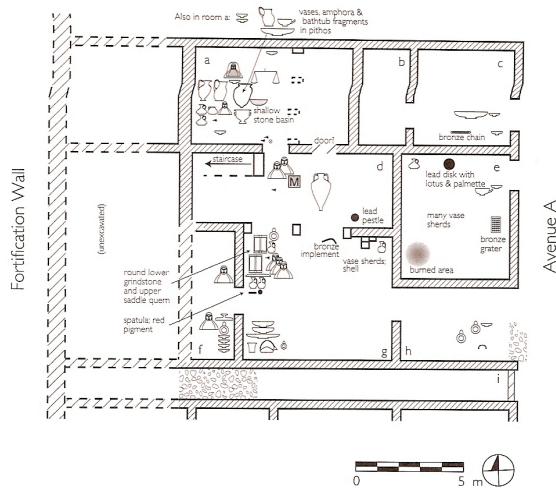 Also in room a:
vases, amphora &
bathtub fragments
in pithos
a
b
c
shallow
stone basin
bronze chain
door?
staircase
d
e
M
lead disk with
lotus & palmette
lead
pestle
many vase
sherds
bronze
implement
vase sherds;
shell
bronze
grater
burned area
round lower
grindstone
and upper
saddle quern
spatula; red
pigment
f
g
h
i
Fortification Wall
(unexcavated)
Avenue A
0 5 m